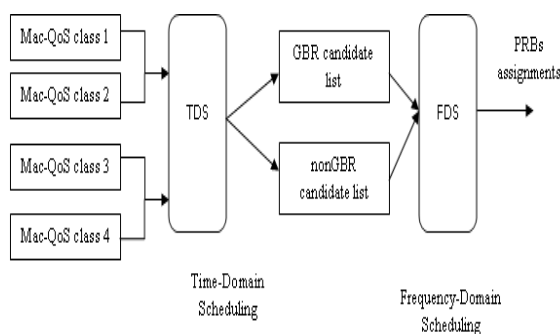 Mac-QoS class 1
Mac-QoS class 2
Mac-QoS class 3
Mac-QoS class 4
TDS
GBR candidate
list
nonGBR
candidate list
FDS
PRBs
assignments
Time-Domain
Scheduling
Frequency-Domain
Scheduling